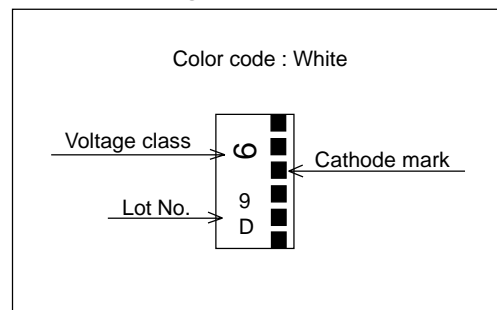 Color code : White
Voltage class
6
Cathode mark
Lot No.
9
D